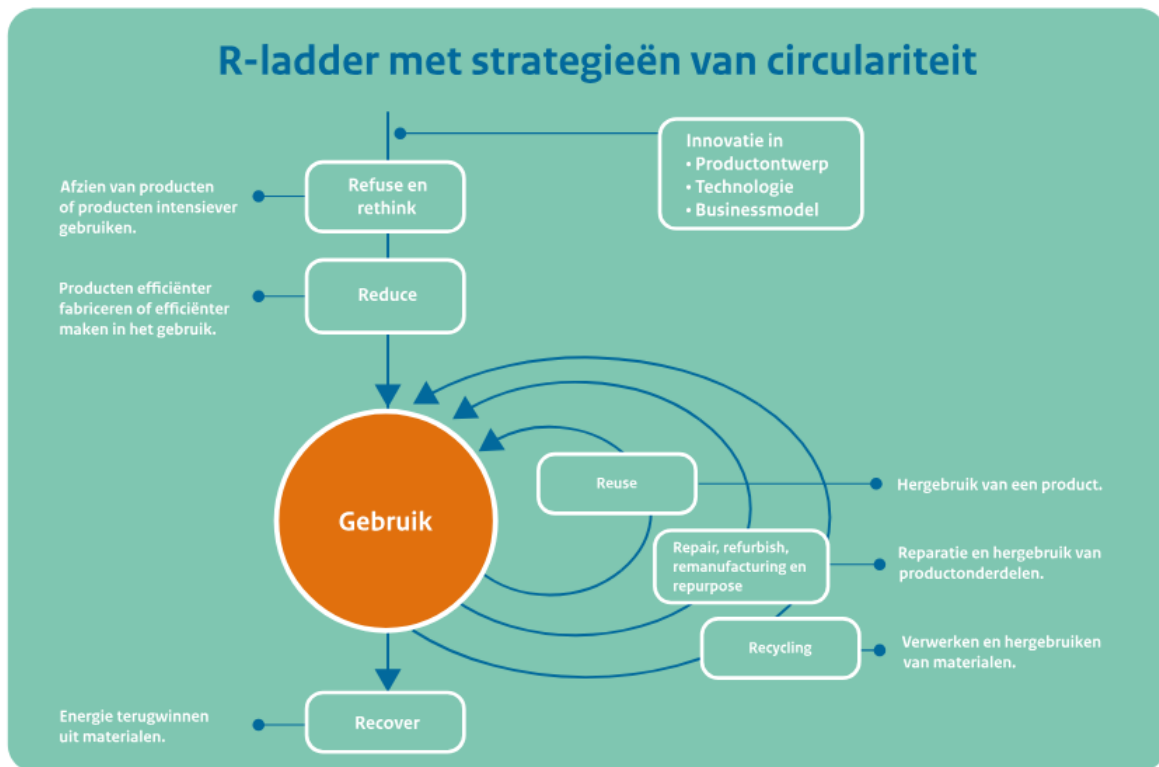 R-ladder met strategieën van circulariteit
Innovatie in
• Productontwerp
• Technologie
• Businessmodel
Afzien van producten
of producten intensiever
gebruiken.
Refuse en
rethink
Producten efficiënter
fabriceren of efficiënter
maken in het gebruik.
Reduce
Gebruik
Reuse
Hergebruik van een product.
Repair, refurbish,
remanufacturing en
repurpose
Reparatie en hergebruik van
productonderdelen.
Recycling
Verwerken en hergebruiken
van materialen.
Energie terugwinnen
uit materialen.
Recover